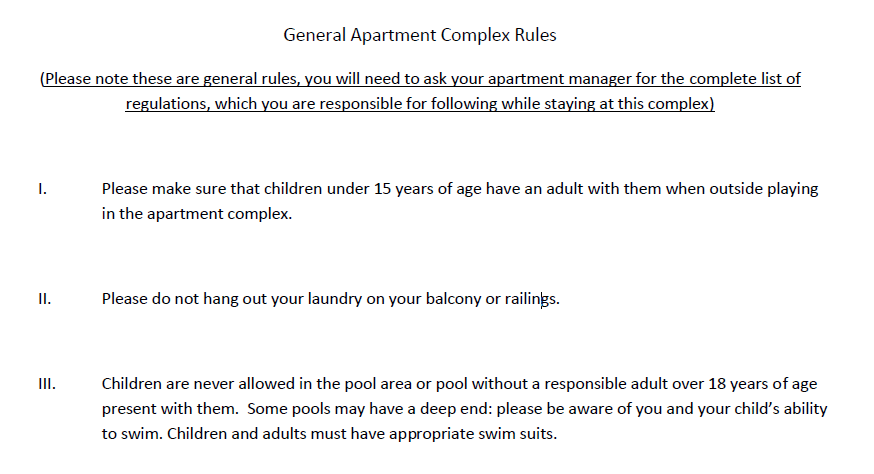 General Apartment Complex Rules
(Please note these are general rules, you will need to ask your apartment manager for the complete list of
regulations, which you are responsible for following while staying at this complex)
I. Please make sure that children under 15 years of age have an adult with them when outside playing
in the apartment complex.
II. Please do not hang out your laundry on your balcony or railings.
III. Children are never allowed in the pool area or pool without a responsible adult over 18 years of age
present with them.  Some pools may have a deep end: please be aware of you and your child’s ability
to swim. Children and adults must have appropriate swim suits.